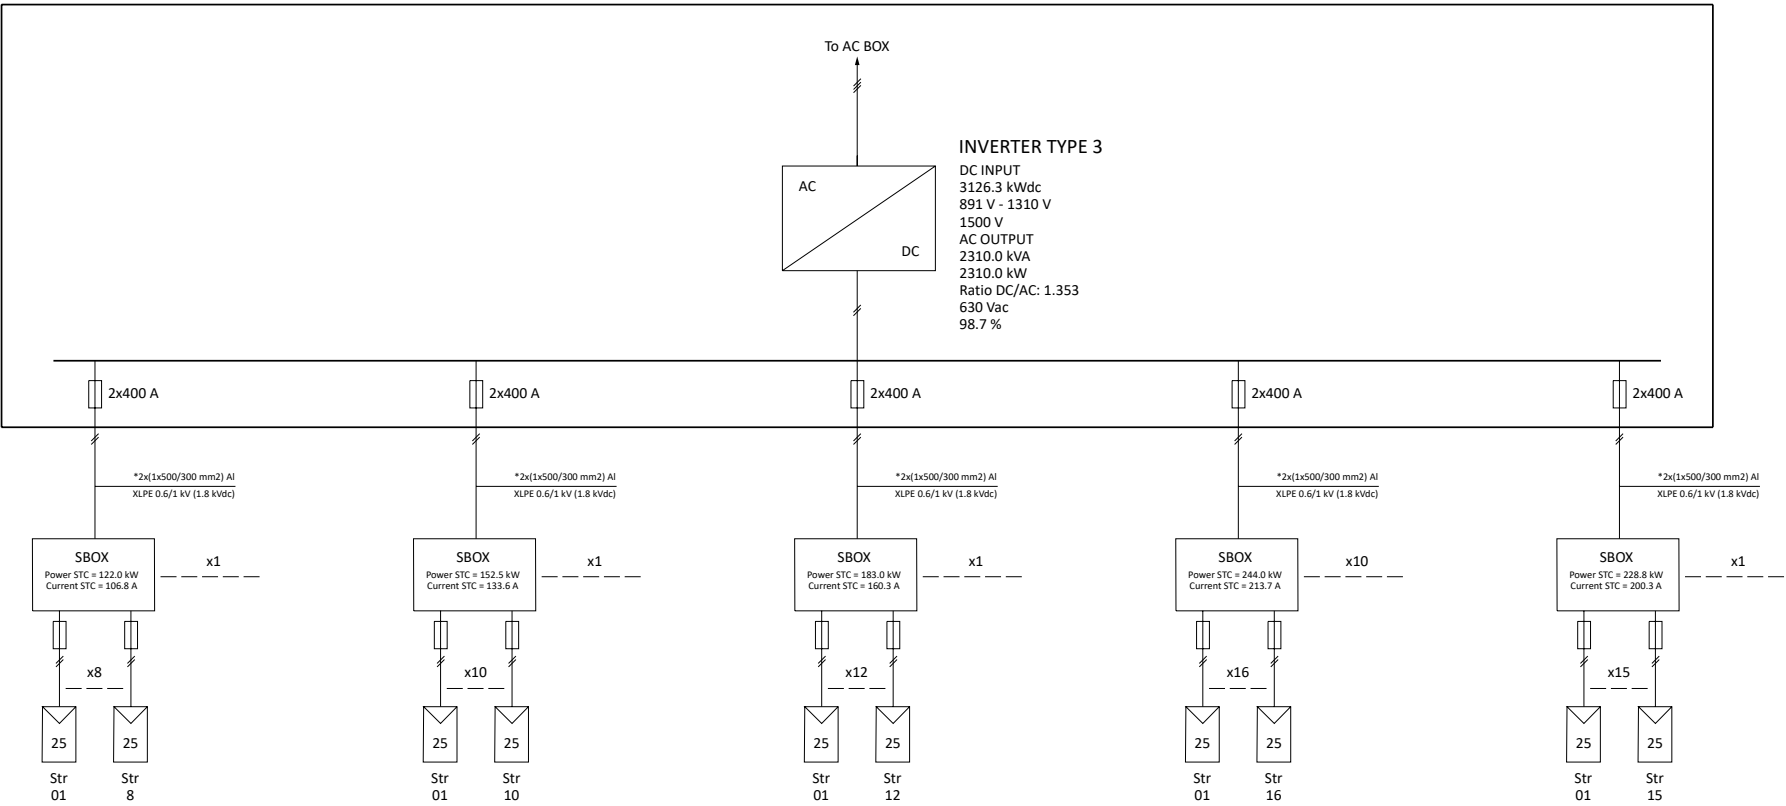 To AC BOX
INVERTER TYPE 3
DC INPUT
3126.3 kWdc
891 V - 1310 V
1500 V
AC OUTPUT
2310.0 kVA
2310.0 kW
Ratio DC/AC: 1.353
630 Vac
98.7 %
AC
DC
2x400 A
2x400 A
2x400 A
2x400 A
2x400 A
*2x(1x500/300 mm2) Al
XLPE 0.6/1 kV (1.8 kVdc)
*2x(1x500/300 mm2) Al
XLPE 0.6/1 kV (1.8 kVdc)
*2x(1x500/300 mm2) Al
XLPE 0.6/1 kV (1.8 kVdc)
*2x(1x500/300 mm2) Al
XLPE 0.6/1 kV (1.8 kVdc)
*2x(1x500/300 mm2) Al
XLPE 0.6/1 kV (1.8 kVdc)
SBOX
Power STC = 122.0 kW
Current STC = 106.8 A
x1
SBOX
Power STC = 152.5 kW
Current STC = 133.6 A
x1
SBOX
Power STC = 183.0 kW
Current STC = 160.3 A
x1
SBOX
Power STC = 244.0 kW
Current STC = 213.7 A
x10
SBOX
Power STC = 228.8 kW
Current STC = 200.3 A
x1
x8
x10
x12
x16
x15
25
25
25
25
25
25
25
25
25
25
Str
01
Str
8
Str
01
Str
10
Str
01
Str
12
Str
01
Str
16
Str
01
Str
15